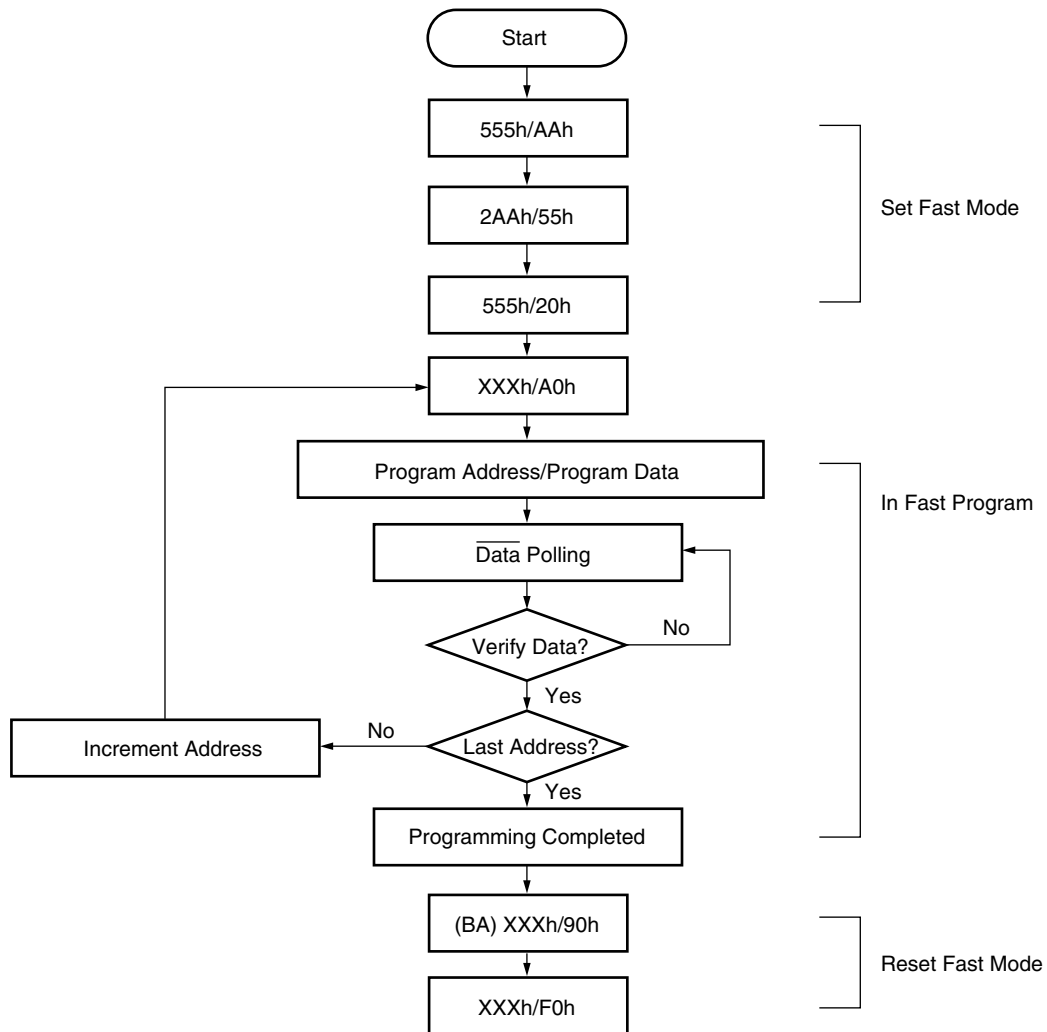 Start
555h/AAh
2AAh/55h
Set Fast Mode
555h/20h
XXXh/A0h
Program Address/Program Data
In Fast Program
Data Polling
Verify Data?
No
Yes
Increment Address
No
Last Address?
Yes
Programming Completed
(BA) XXXh/90h
Reset Fast Mode
XXXh/F0h